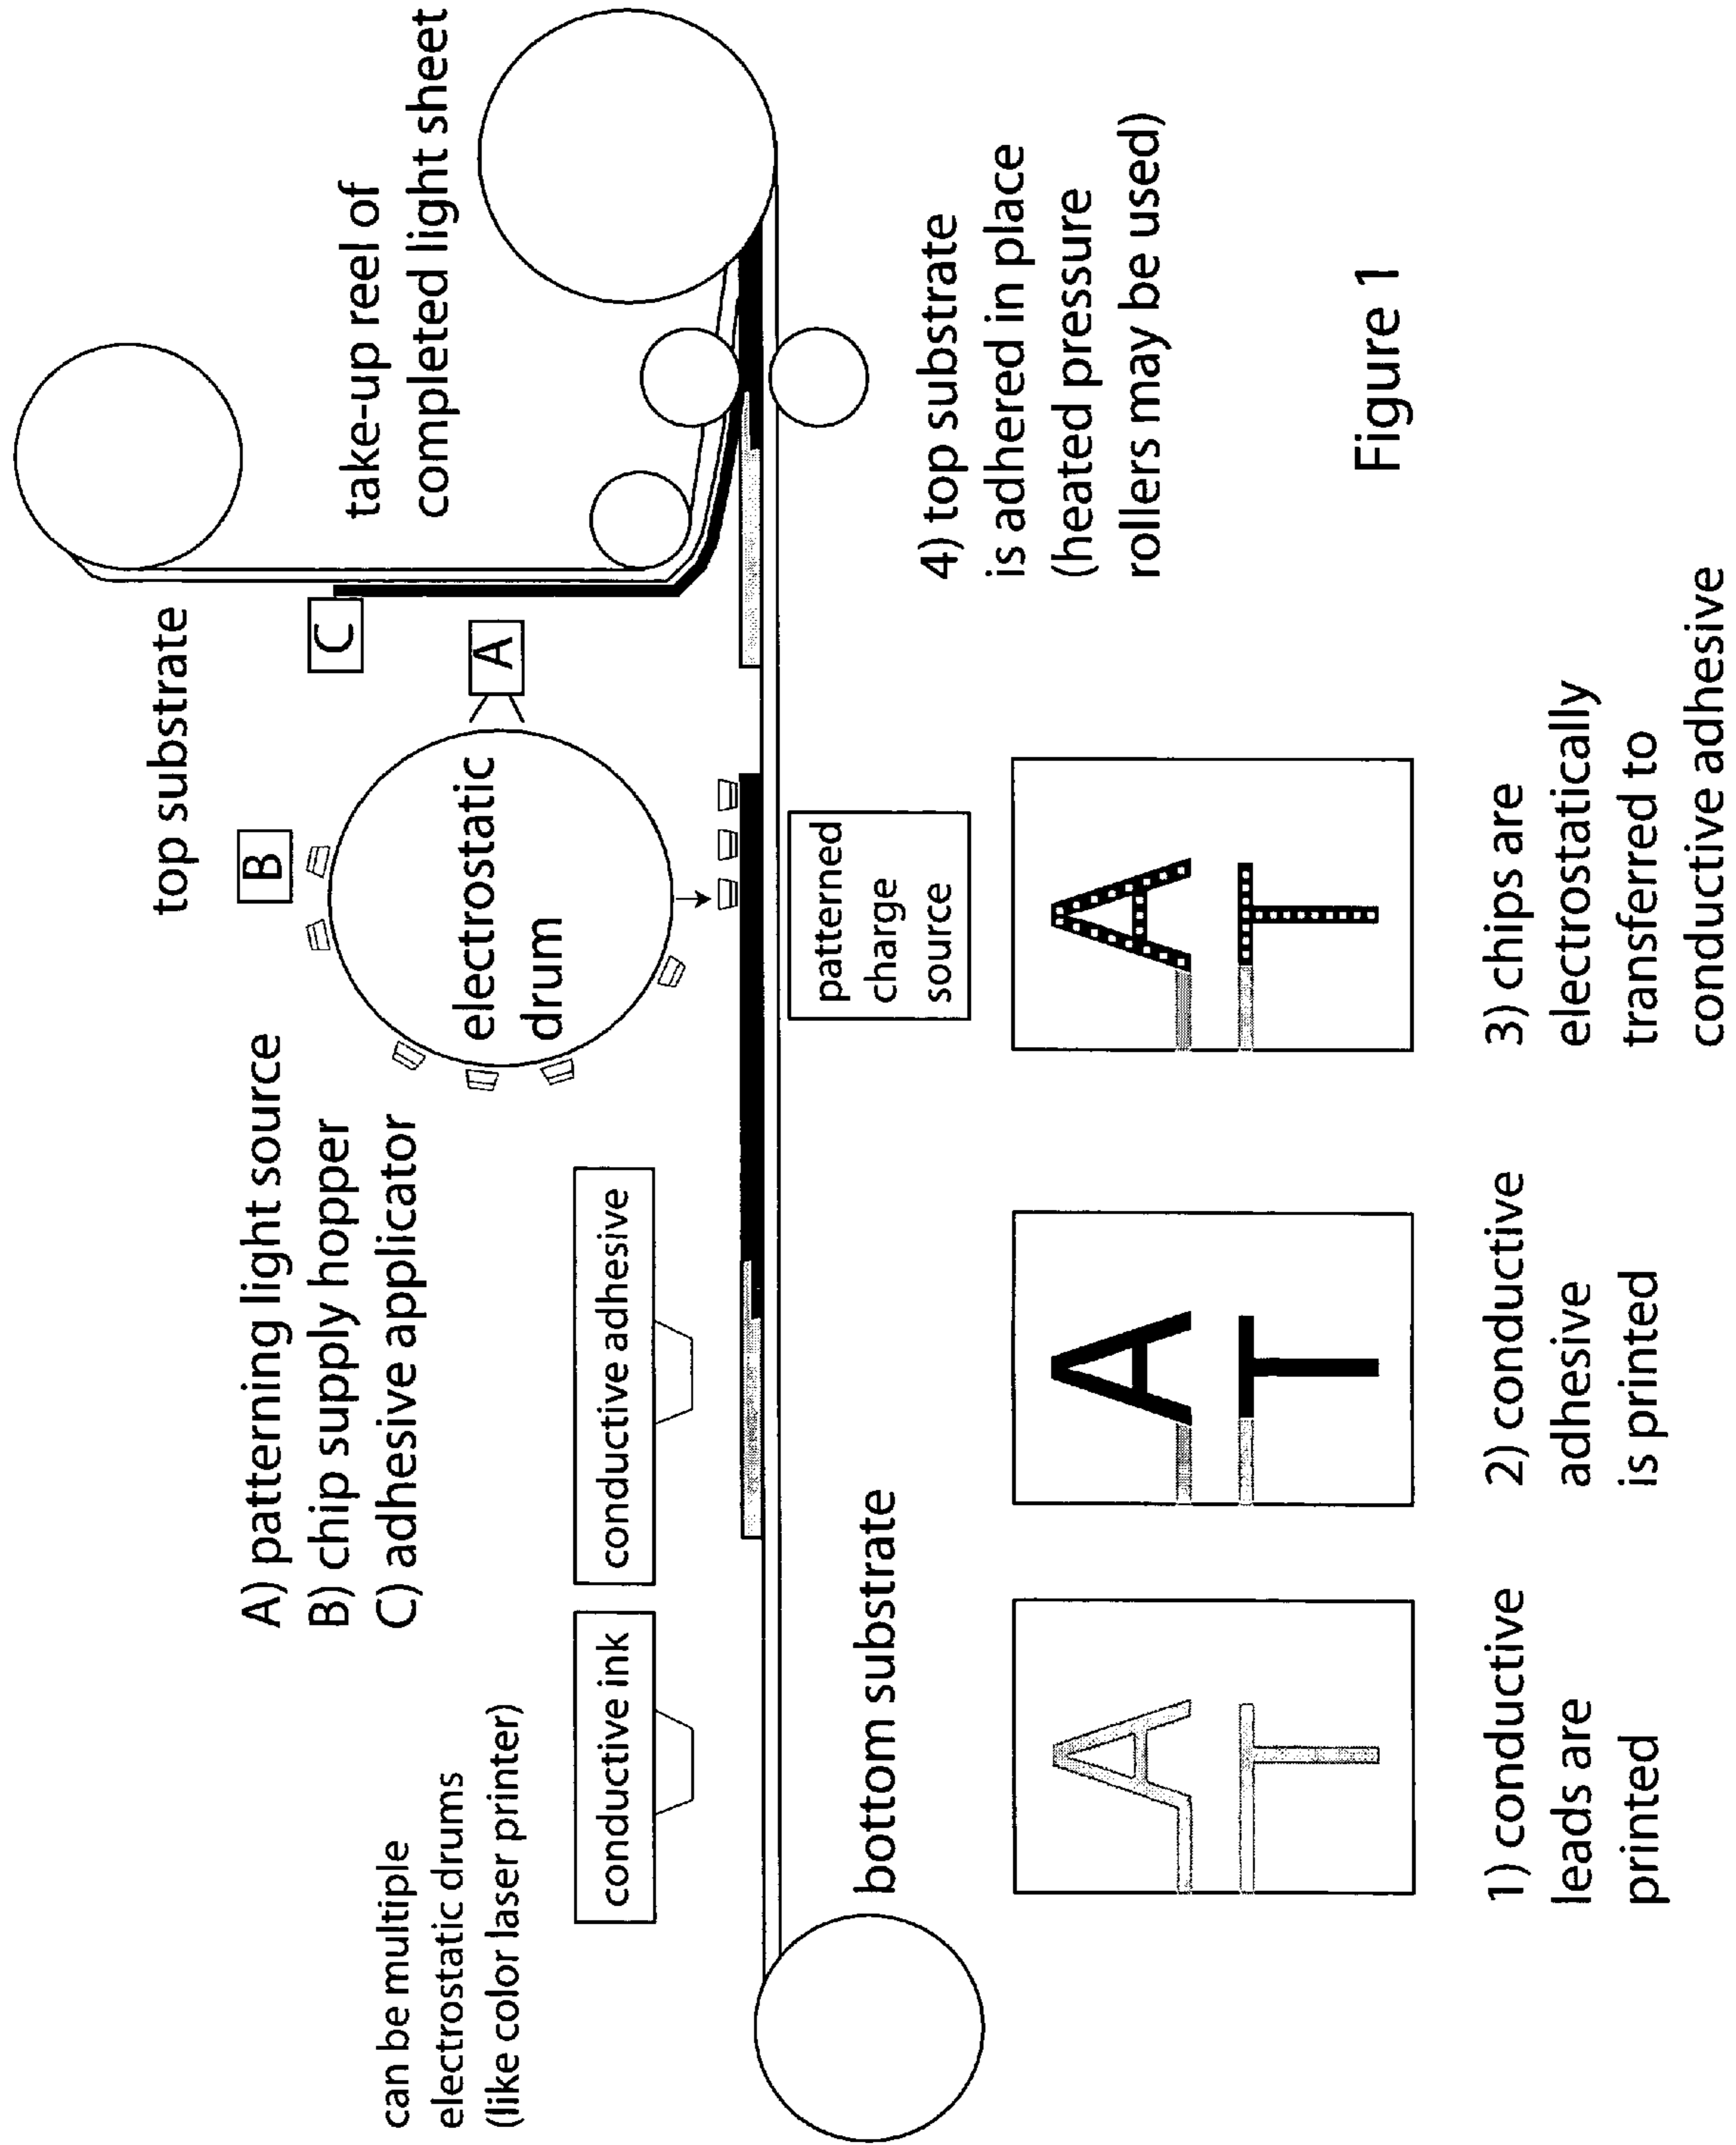 top substrate
take-up reel of
completed light sheet
A) patterning light source
B) chip supply hopper
C) adhesive applicator
can be multiple
electrostatic drums
(like color laser printer)
B
C
A
electrostatic
drum
conductive ink
conductive adhesive
bottom substrate
patterned
charge
source
4) top substrate
is adhered in place
(heated pressure
rollers may be used)
A
T
A
T
A
T
1) conductive
leads are
printed
2) conductive
adhesive
is printed
3) chips are
electrostatically
transferred to
conductive adhesive
Figure 1